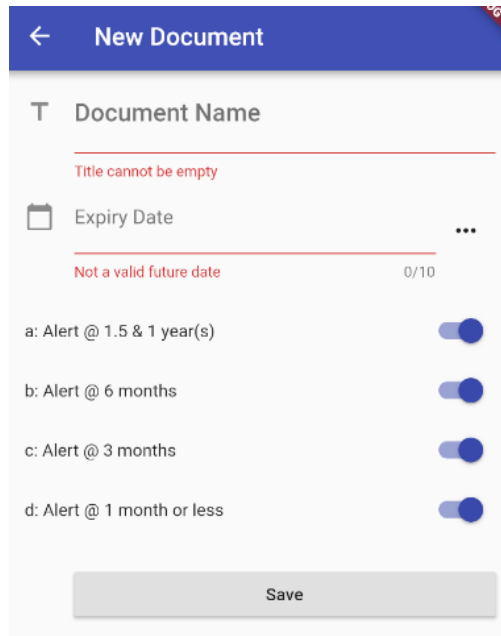 New Document
Document Name
Title cannot be empty
Expiry Date
Not a valid future date 0/10
a: Alert @ 1.5 & 1 year(s)
b: Alert @ 6 months
c: Alert @ 3 months
d: Alert @ 1 month or less
Save